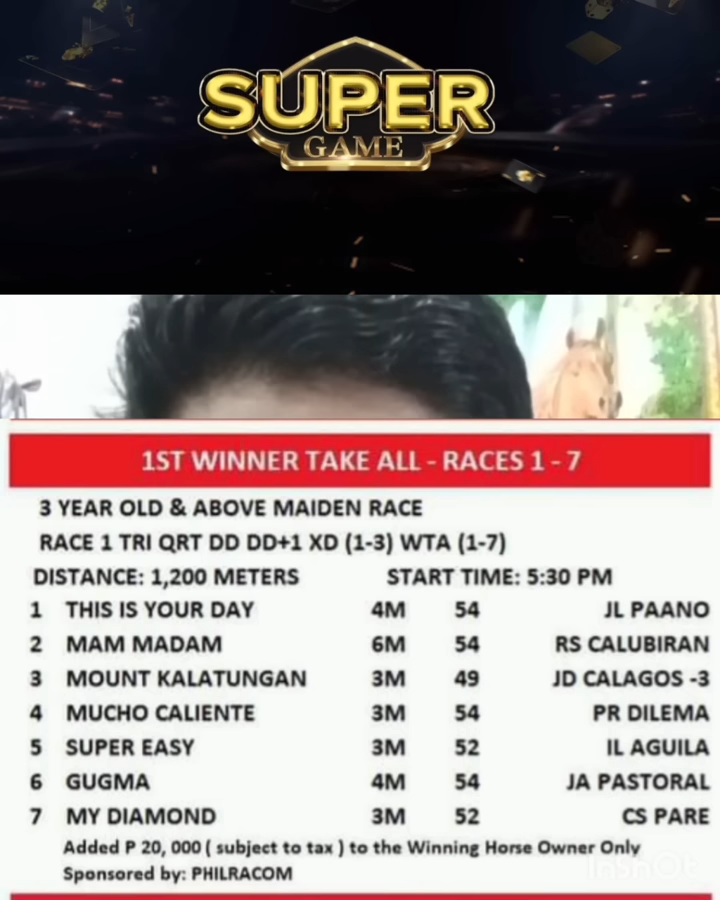 SUPER
GAME
1ST WINNER TAKE ALL - RACES 1 - 7
3 YEAR OLD & ABOVE MAIDEN RACE
RACE 1 TRI QRT DD DD+1 XD (1-3) WTA (1-7)
DISTANCE: 1,200 METERS START TIME: 5:30 PM
1 THIS IS YOUR DAY 4M 54 JL PAANO
2 MAM MADAM 6M 54 RS CALUBIRAN
3 MOUNT KALATUNGAN 3M 49 JD CALAGOS -3
4 MUCHO CALIENTE 3M 54 PR DILEMA
5 SUPER EASY 3M 52 IL AGUILA
6 GUGMA 4M 54 JA PASTORAL
7 MY DIAMOND 3M 52 CS PARE
Added P 20, 000 ( subject to tax ) to the Winning Horse Owner Only
Sponsored by: PHILRACOM
InShOt